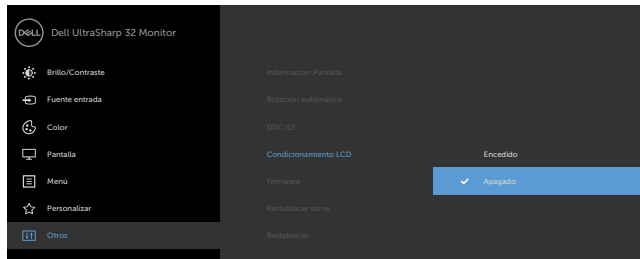 DELL Dell UltraSharp 32 Monitor
Brillo/Contraste
Fuente entrada
Color
Pantalla
Menú
Personalizar
Otros
Información Pantalla
Rotación automática
DDC/CI
Condicionamiento LCD
Firmware
Restablecer otros
Restablecer
Encedido
Apagado